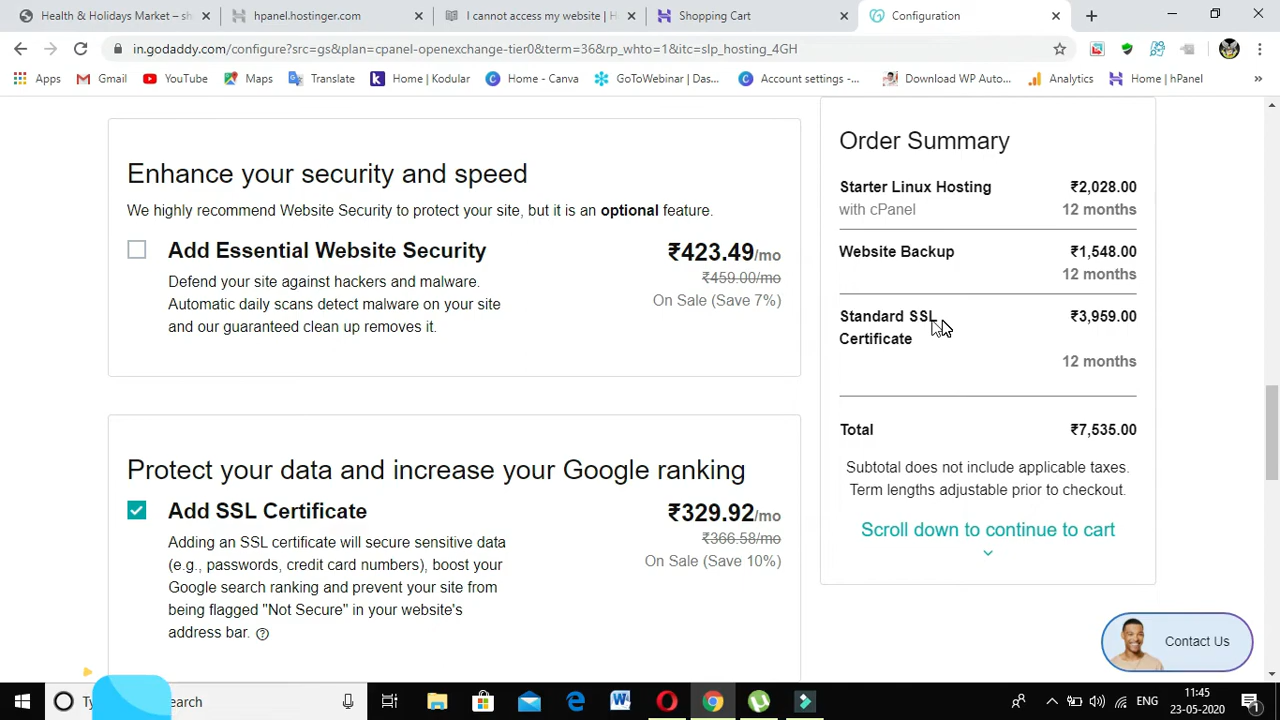 Health & Holidays Market – sh
hpanel.hostinger.com
I cannot access my website | H
Shopping Cart
Configuration
in.godaddy.com/configure?src=gs&plan=cpanel-openexchange-tier0&term=36&rp_whto=1&itc=slp_hosting_4GH
Apps
Gmail
YouTube
Maps
Translate
Home | Kodular
Home - Canva
GoToWebinar | Das...
Account settings -...
Download WP Auto...
Analytics
Home | hPanel
»
Enhance your security and speed
We highly recommend Website Security to protect your site, but it is an optional feature.
Add Essential Website Security
₹423.49/mo
₹459.00/mo
On Sale (Save 7%)
Defend your site against hackers and malware.
Automatic daily scans detect malware on your site
and our guaranteed clean up removes it.
Protect your data and increase your Google ranking
Add SSL Certificate
₹329.92/mo
₹366.58/mo
On Sale (Save 10%)
Adding an SSL certificate will secure sensitive data
(e.g., passwords, credit card numbers), boost your
Google search ranking and prevent your site from
being flagged "Not Secure" in your website's
address bar. ?
Order Summary
Starter Linux Hosting ₹2,028.00
with cPanel 12 months
Website Backup ₹1,548.00
12 months
Standard SSL ₹3,959.00
Certificate
12 months
Total ₹7,535.00
Subtotal does not include applicable taxes.
Term lengths adjustable prior to checkout.
Scroll down to continue to cart
Contact Us
Ty
search
ENG
11:45
23-05-2020
1